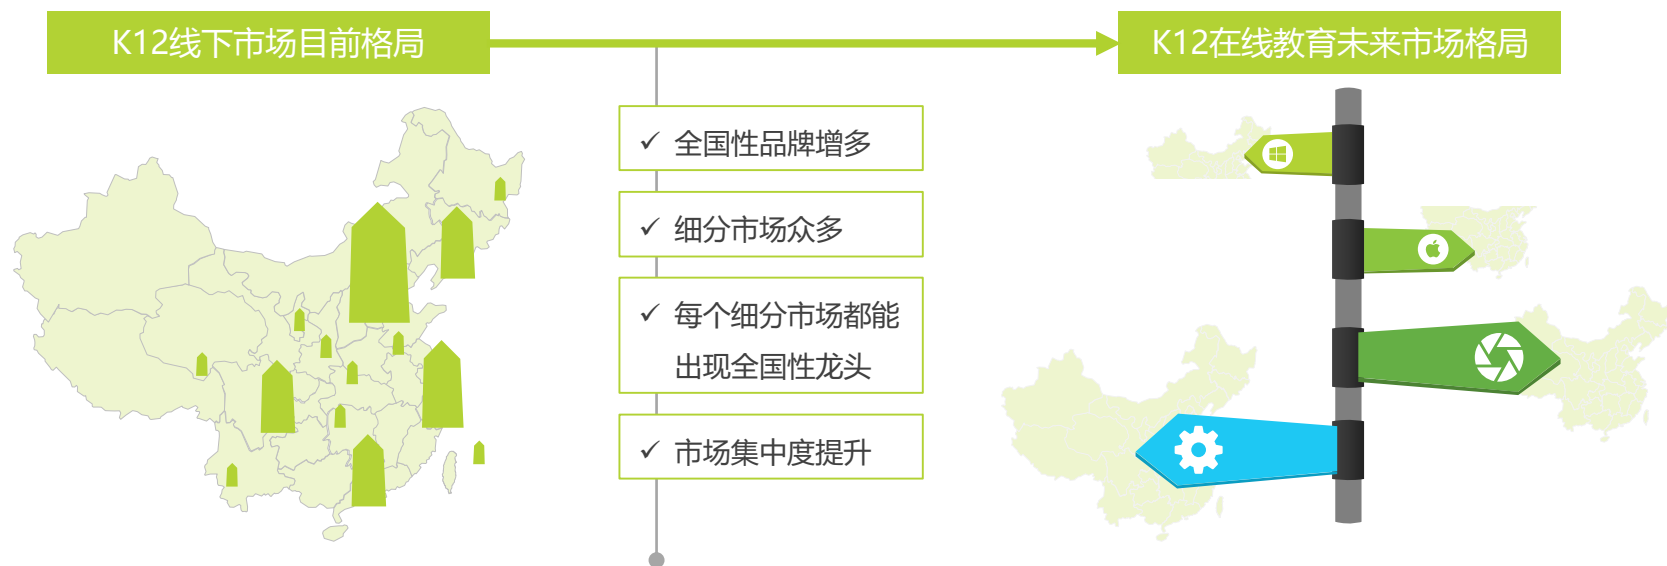 K12线下市场目前格局
K12在线教育未来市场格局
全国性品牌增多
细分市场众多
每个细分市场都能
出现全国性龙头
市场集中度提升